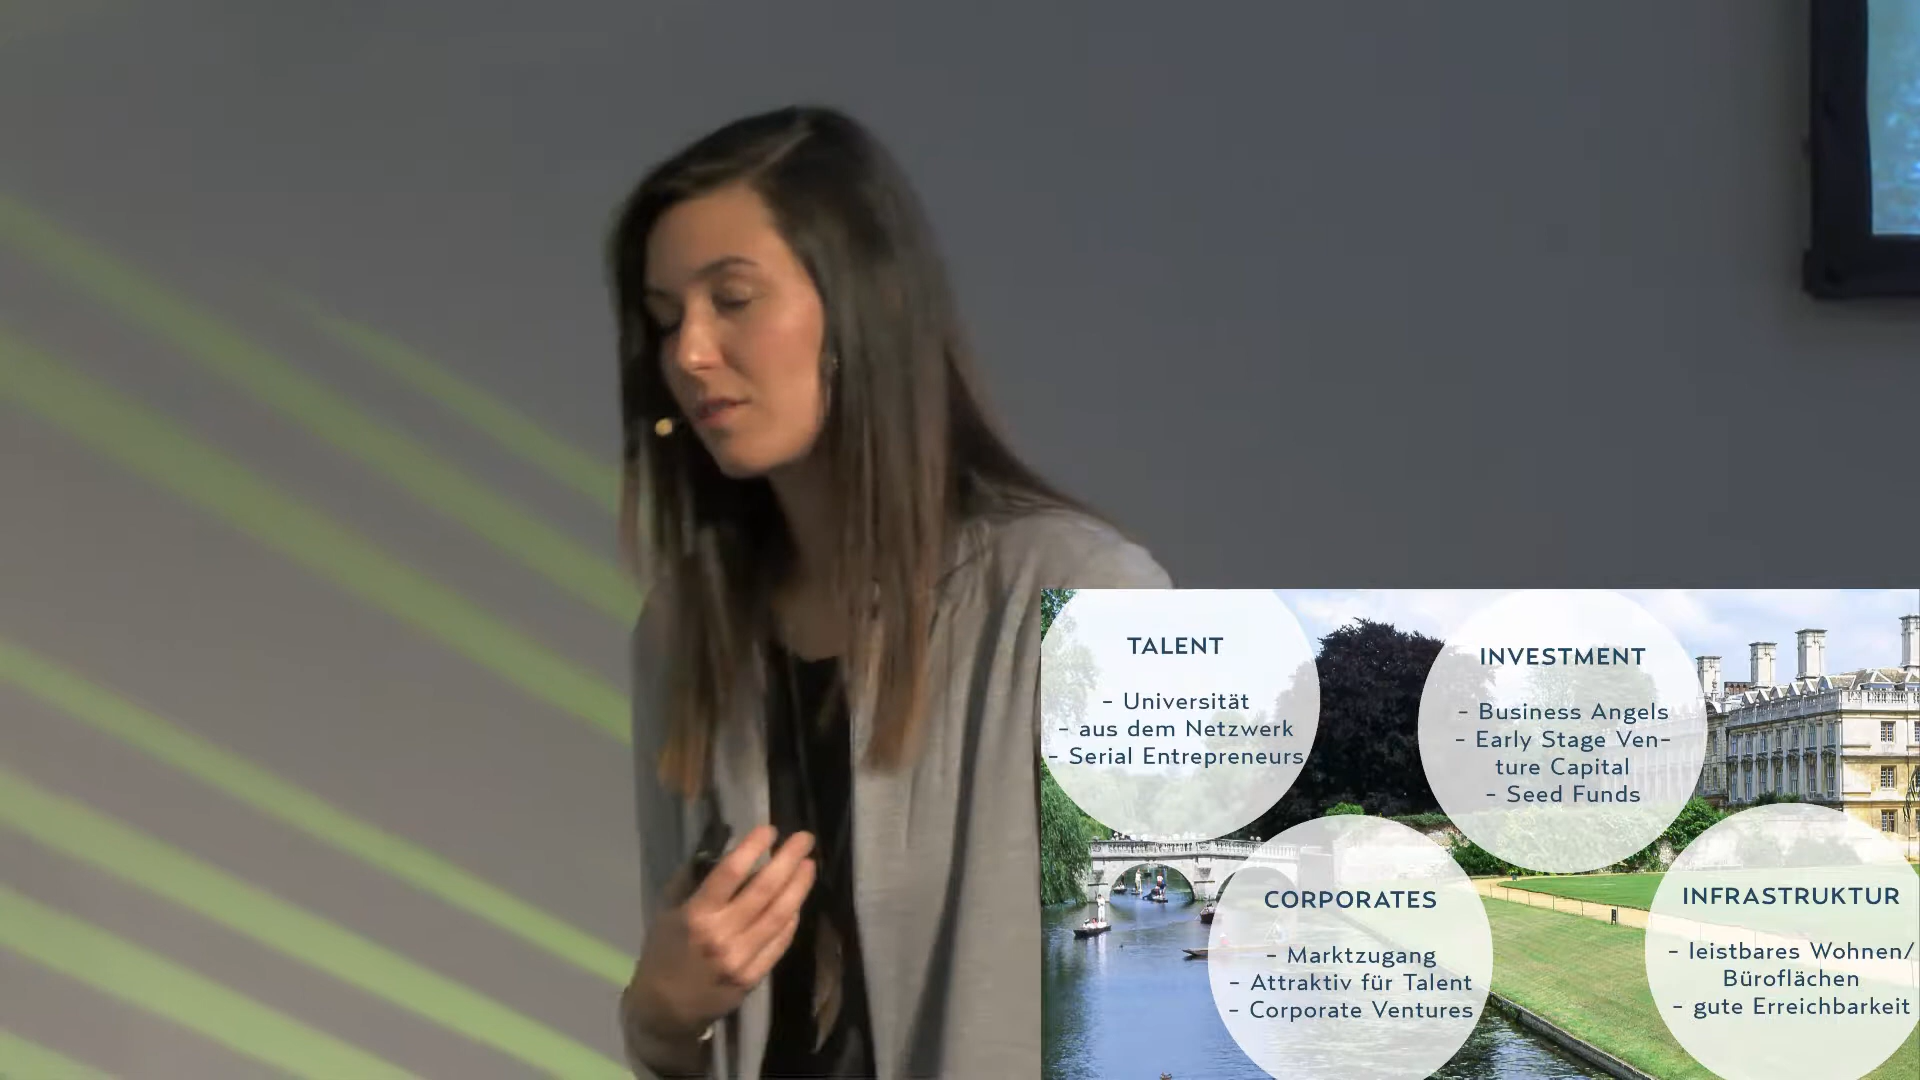 TALENT
- Universität
- aus dem Netzwerk
- Serial Entrepreneurs
INVESTMENT
- Business Angels
- Early Stage Ven-
ture Capital
- Seed Funds
CORPORATES
- Marktzugang
- Attraktiv für Talent
- Corporate Ventures
INFRASTRUKTUR
- leistbares Wohnen/
Büroflächen
- gute Erreichbarkeit